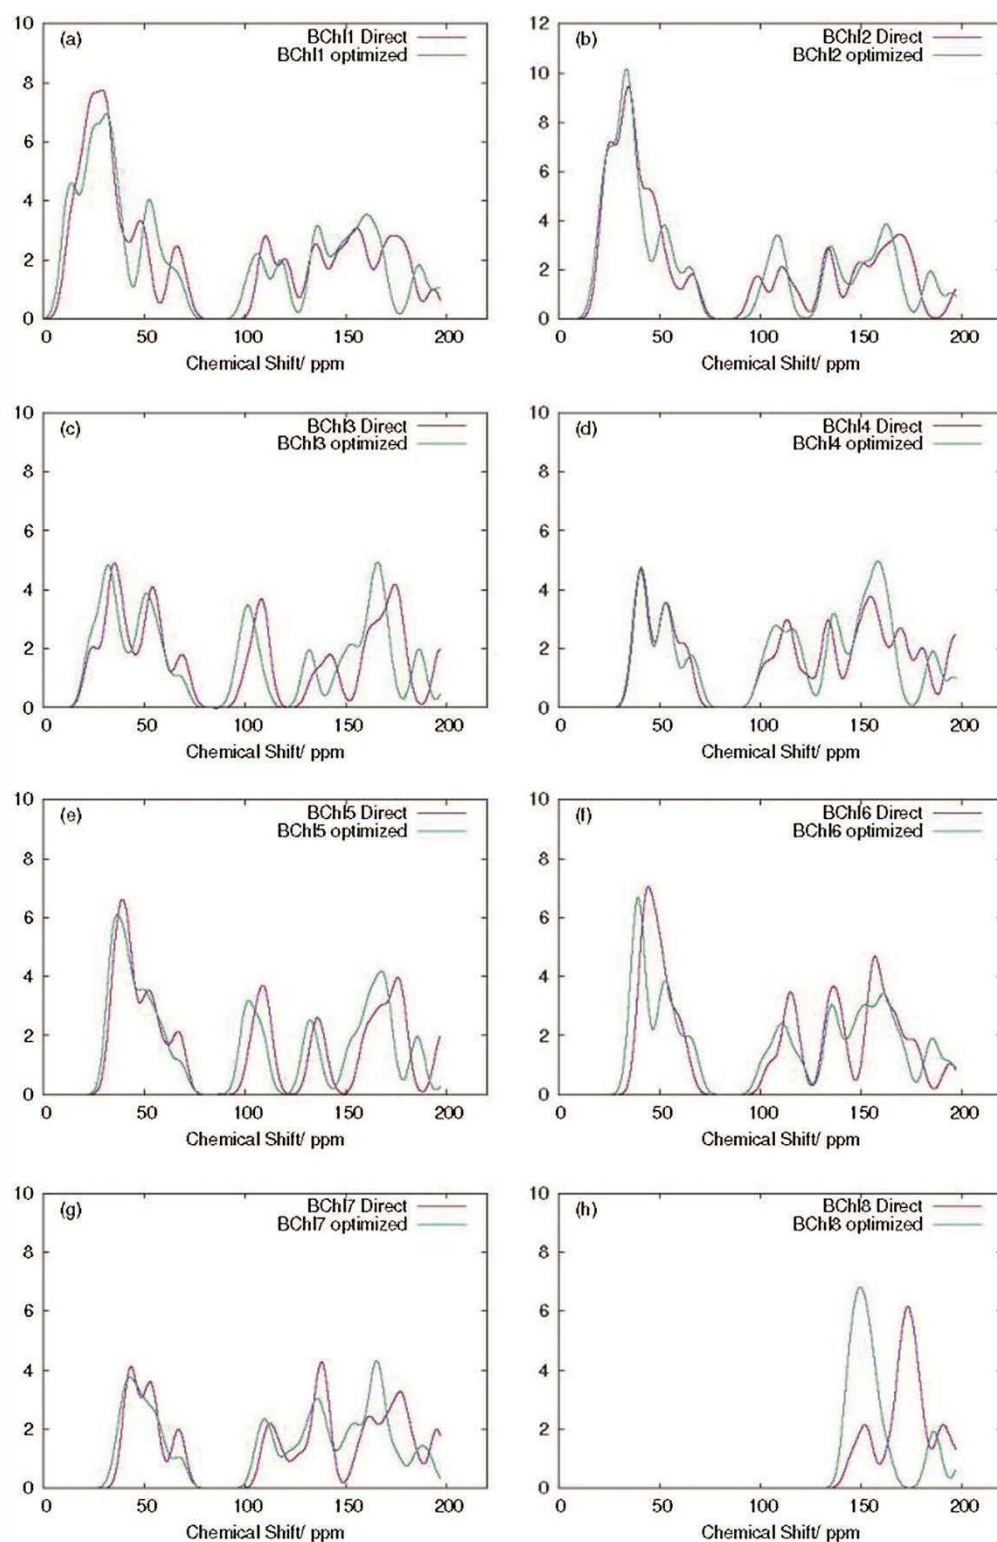 10 (a) BChl1 Direct
BChl1 optimized
8
6
4
2
0
0 50 100 150 200
Chemical Shift/ ppm
12 (b) BChl2 Direct
BChl2 optimized
10
8
6
4
2
0
0 50 100 150 200
Chemical Shift/ ppm
10 (c) BChl3 Direct
BChl3 optimized
8
6
4
2
0
0 50 100 150 200
Chemical Shift/ ppm
10 (d) BChl4 Direct
BChl4 optimized
8
6
4
2
0
0 50 100 150 200
Chemical Shift/ ppm
10 (e) BChl5 Direct
BChl5 optimized
8
6
4
2
0
0 50 100 150 200
Chemical Shift/ ppm
10 (f) BChl6 Direct
BChl6 optimized
8
6
4
2
0
0 50 100 150 200
Chemical Shift/ ppm
10 (g) BChl7 Direct
BChl7 optimized
8
6
4
2
0
0 50 100 150 200
Chemical Shift/ ppm
10 (h) BChl8 Direct
BChl8 optimized
8
6
4
2
0
0 50 100 150 200
Chemical Shift/ ppm